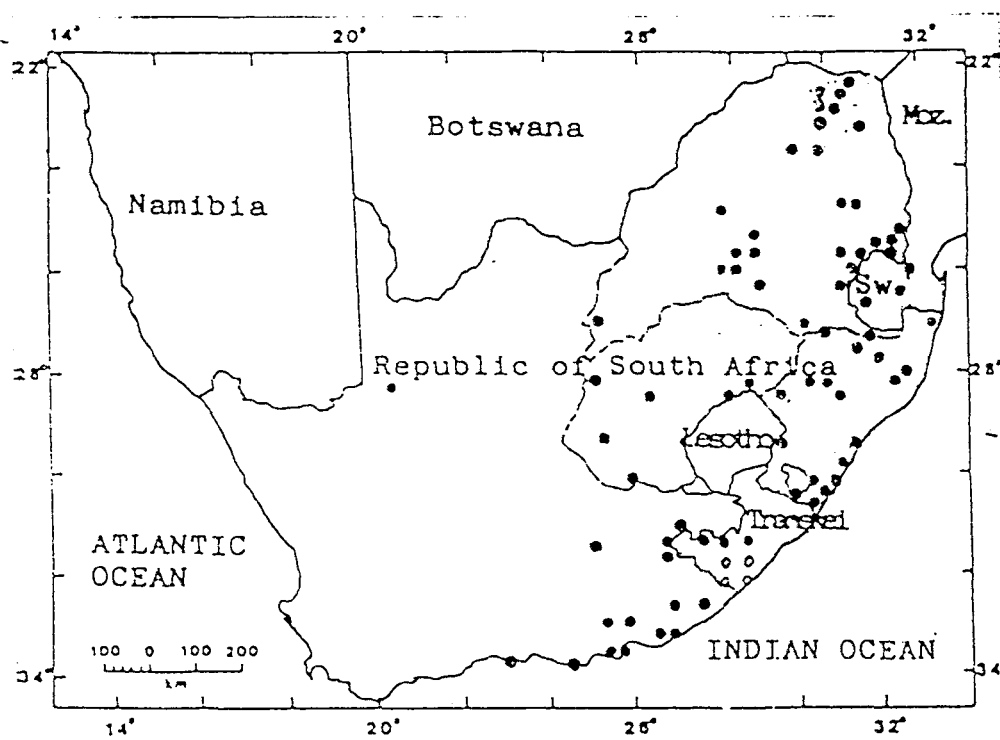 14° 20° 26° 32°
22° 22°
Botswana
Moz.
Namibia
Sw.
28° Republic of South Africa 28°
Lesotho
Transkei
ATLANTIC
OCEAN
INDIAN OCEAN
100 0 100 200
km
34° 34°
14° 20° 26° 32°